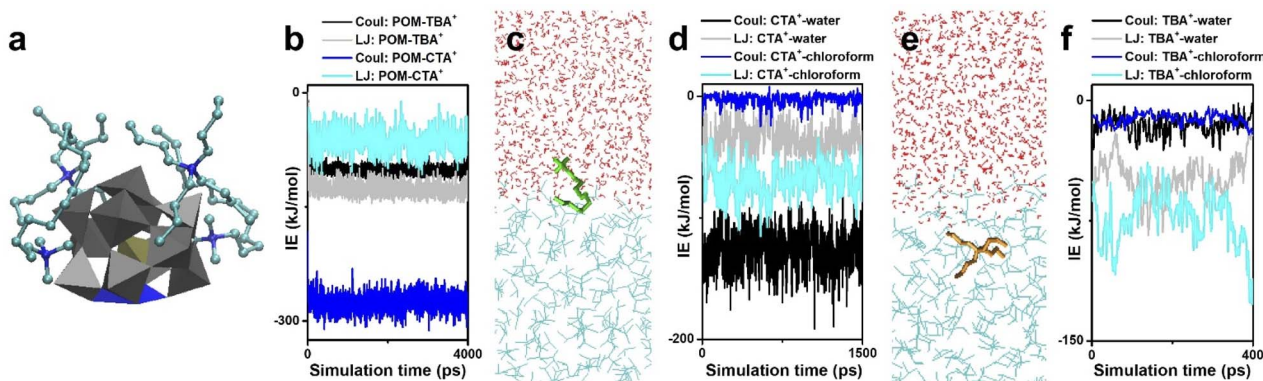 a
b
Coul: POM-TBA⁺
LJ: POM-TBA⁺
Coul: POM-CTA⁺
LJ: POM-CTA⁺
0
IE (kJ/mol)
-300
0 4000
Simulation time (ps)
c
d
Coul: CTA⁺-water
LJ: CTA⁺-water
Coul: CTA⁺-chloroform
LJ: CTA⁺-chloroform
0
IE (kJ/mol)
-200
0 1500
Simulation time (ps)
e
f
Coul: TBA⁺-water
LJ: TBA⁺-water
Coul: TBA⁺-chloroform
LJ: TBA⁺-chloroform
0
IE (kJ/mol)
-150
0 400
Simulation time (ps)